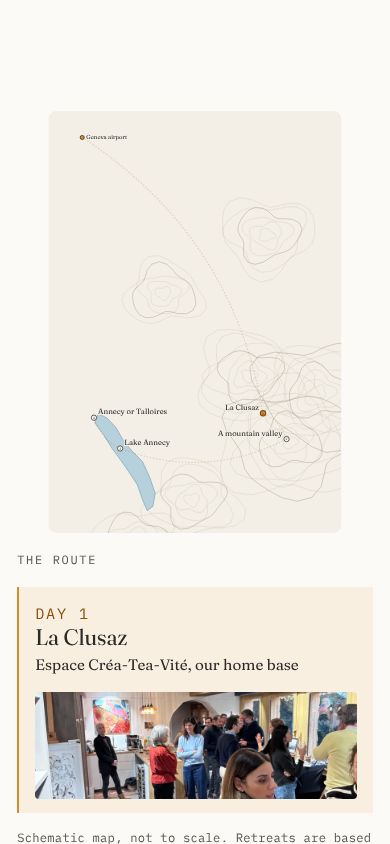 Geneva airport
Annecy or Talloires
La Clusaz
A mountain valley
Lake Annecy
THE ROUTE
DAY 1
La Clusaz
Espace Créa-Tea-Vité, our home base
Schematic map, not to scale. Retreats are based